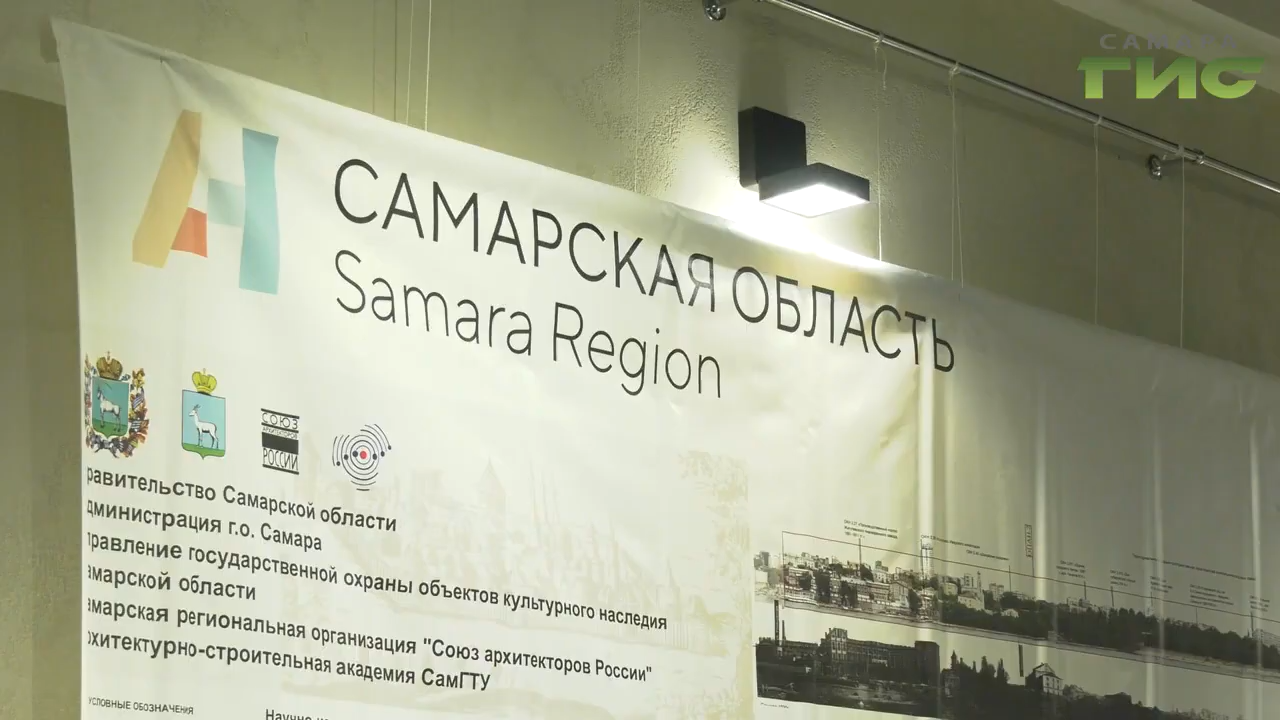 САМАРА
ГИС
САМАРСКАЯ ОБЛАСТЬ
Samara Region
СОЮЗ
АРХИТЕКТОРОВ
РОССИИ
равительство Самарской области
дминистрация г.о. Самара
правление государственной охраны объектов культурного наследия
амарской области
амарская региональная организация "Союз архитекторов России"
рхитектурно-строительная академия СамГТУ
УСЛОВНЫЕ ОБОЗНАЧЕНИЯ